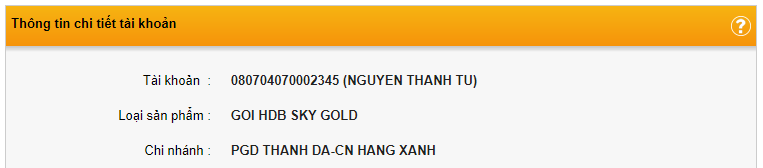 Thông tin chi tiết tài khoản
?
Tài khoản : 080704070002345 (NGUYEN THANH TU)
Loại sản phẩm : GOI HDB SKY GOLD
Chi nhánh : PGD THANH DA-CN HANG XANH